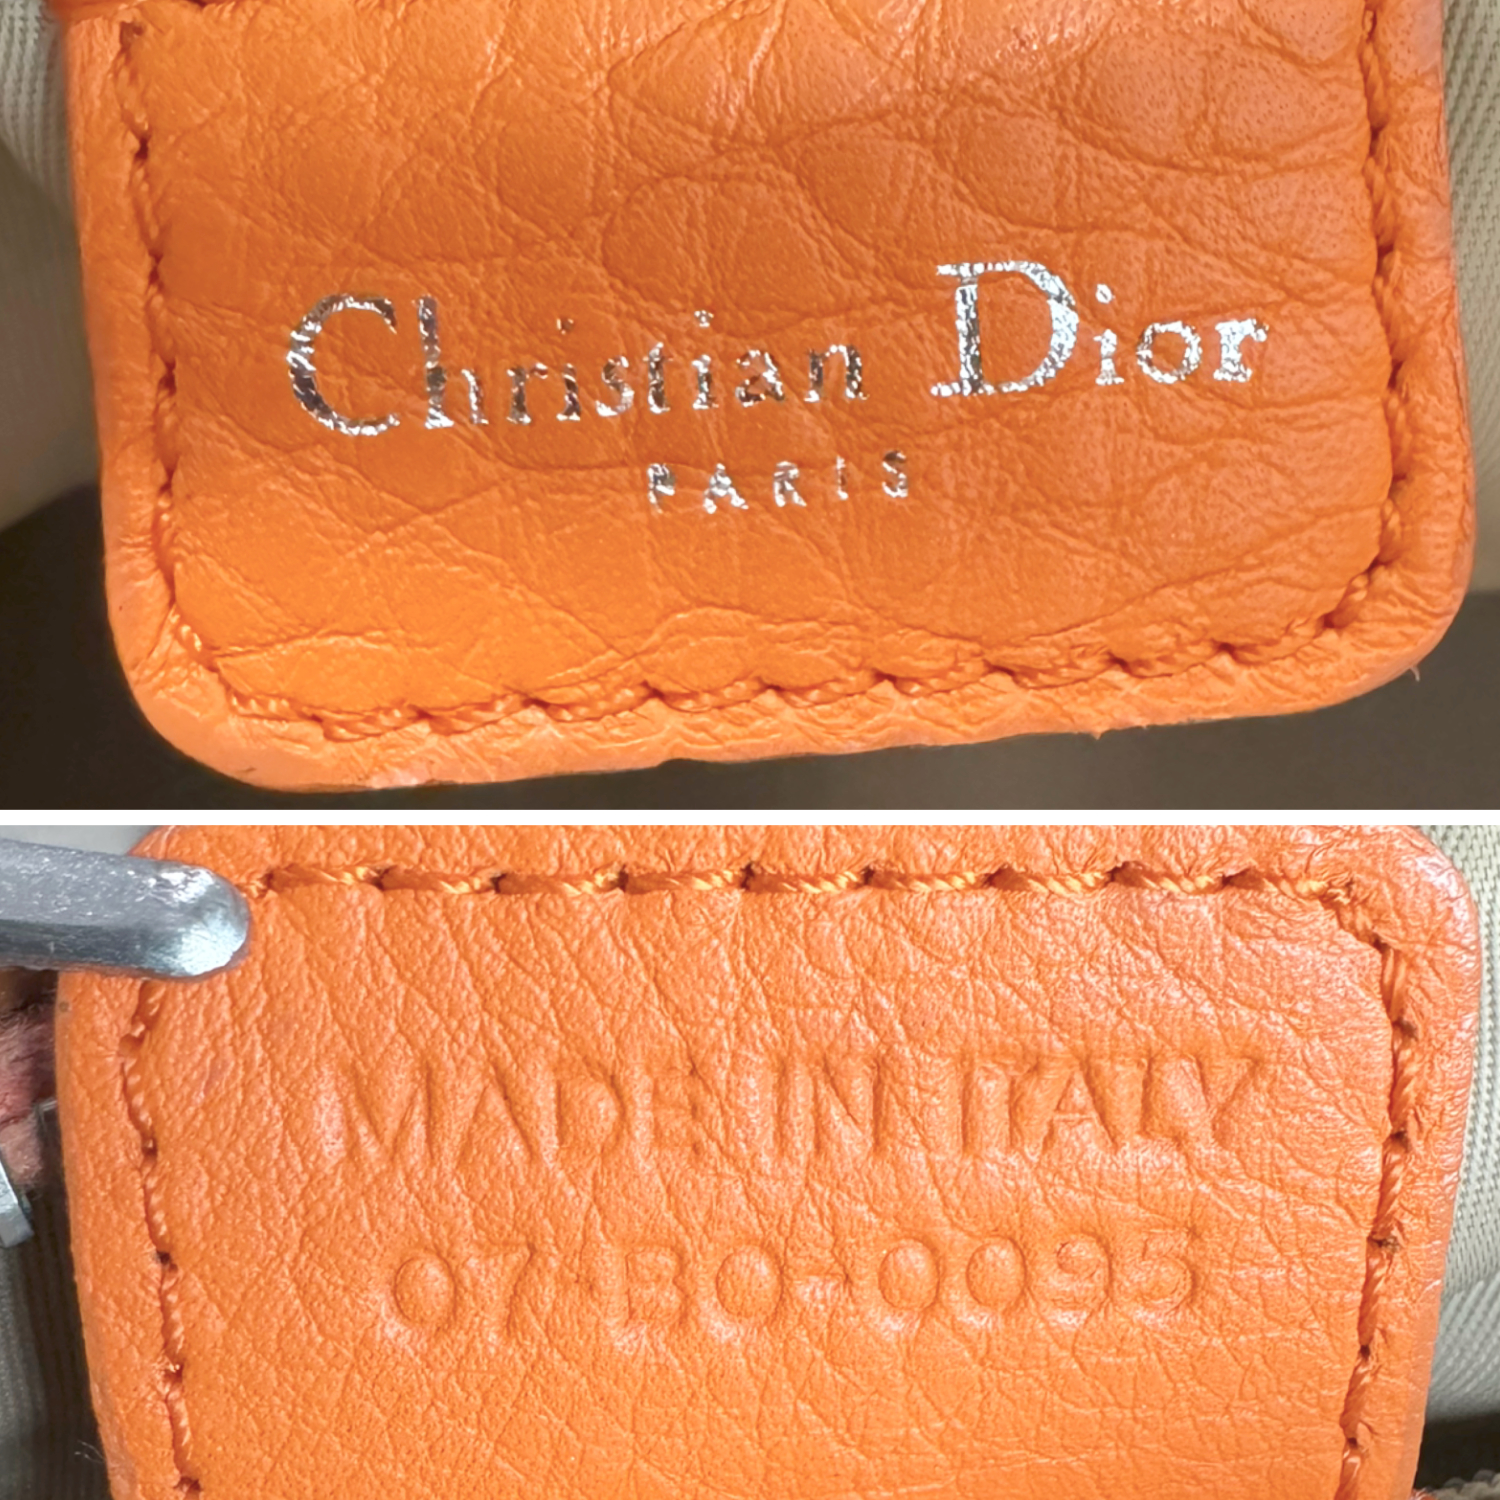 Christian Dior
PARIS
MADE IN ITALY
07-BO-0095